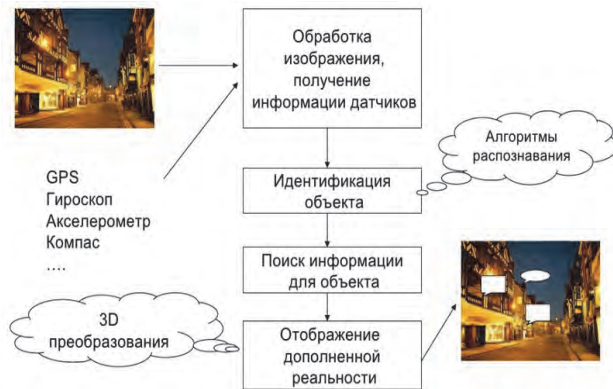 Обработка
изображения,
получение
информации датчиков
Алгоритмы
распознавания
GPS
Гироскоп
Акселерометр
Компас
....
Идентификация
объекта
Поиск информации
для объекта
3D
преобразования
Отображение
дополненной
реальности